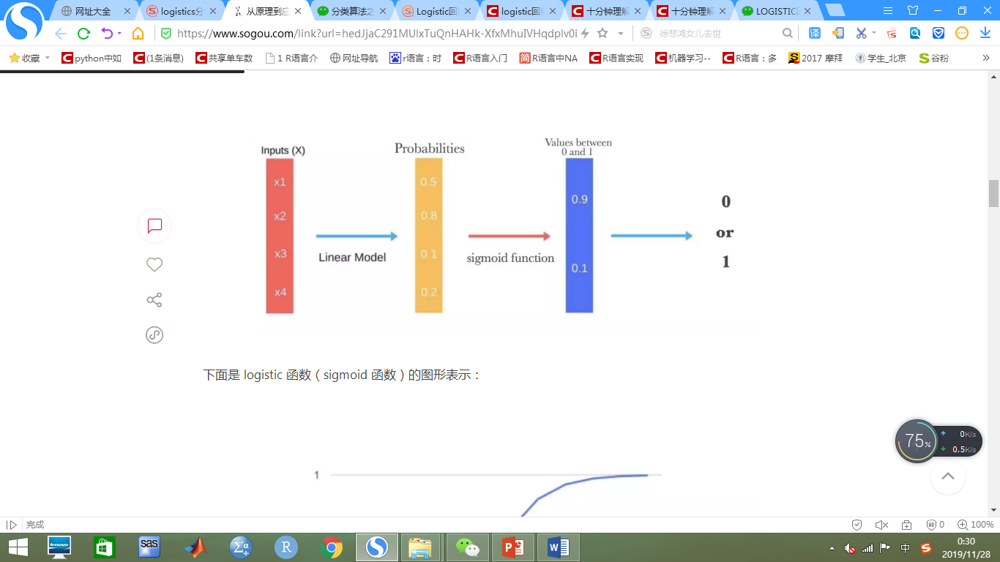 网址大全
logistics分
从原理到应
分类算法之
Logistic回
logistic回
十分钟理解
十分钟理解
LOGISTIC
https://www.sogou.com/link?url=hedJjaC291MUlxTuQnHAHk-XfxMhuIVHqdplv0i
徐悲鸿女儿去世
译
收藏
python中如
(1条消息)
共享单车数
1 R语言介
网址导航
r语言：时
R语言入门
简 R语言中NA
R语言实现
机器学习--
R语言：多
2017 摩拜
学生_北京
谷粉
Inputs (X)
Probabilities
Values between
0 and 1
x1
x2
x3
x4
Linear Model
0.5
0.8
0.1
0.2
sigmoid function
0.9
0.1
0
or
1
下面是 logistic 函数（sigmoid 函数）的图形表示：
1
75%
0K/s
0.5K/s
完成
0
100%
lenovo
sas
Σα
R
中
0:30
2019/11/28